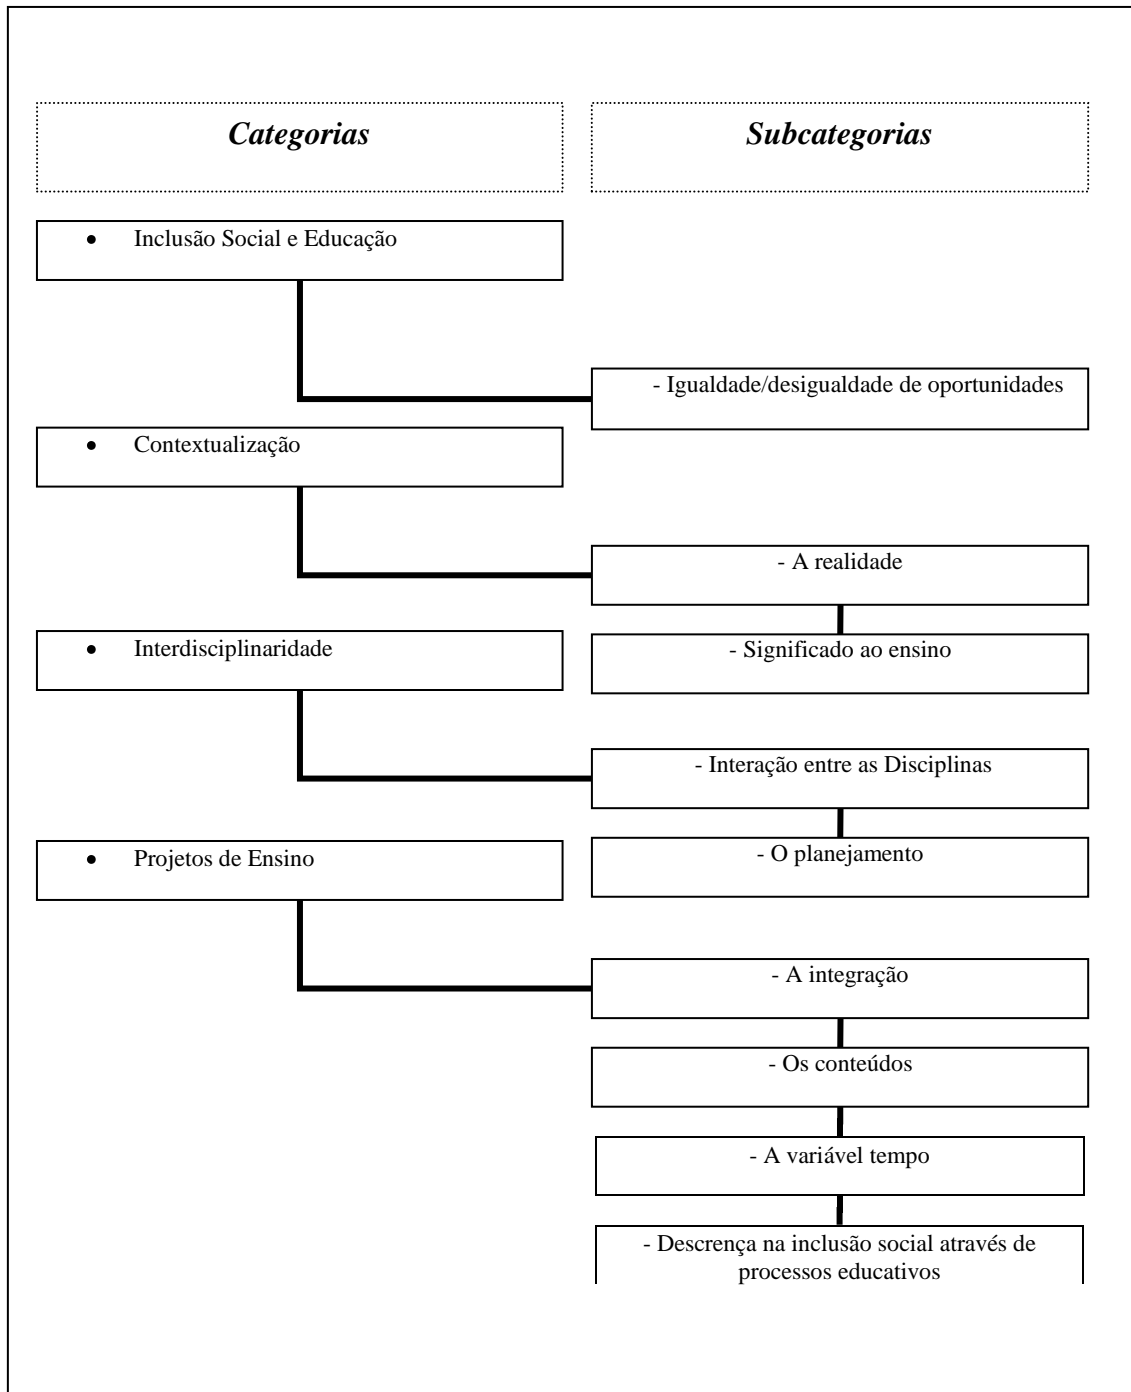 Categorias
Subcategorias
• Inclusão Social e Educação
- Igualdade/desigualdade de oportunidades
• Contextualização
- A realidade
• Interdisciplinaridade
- Significado ao ensino
- Interação entre as Disciplinas
• Projetos de Ensino
- O planejamento
- A integração
- Os conteúdos
- A variável tempo
- Descrença na inclusão social através de
processos educativos